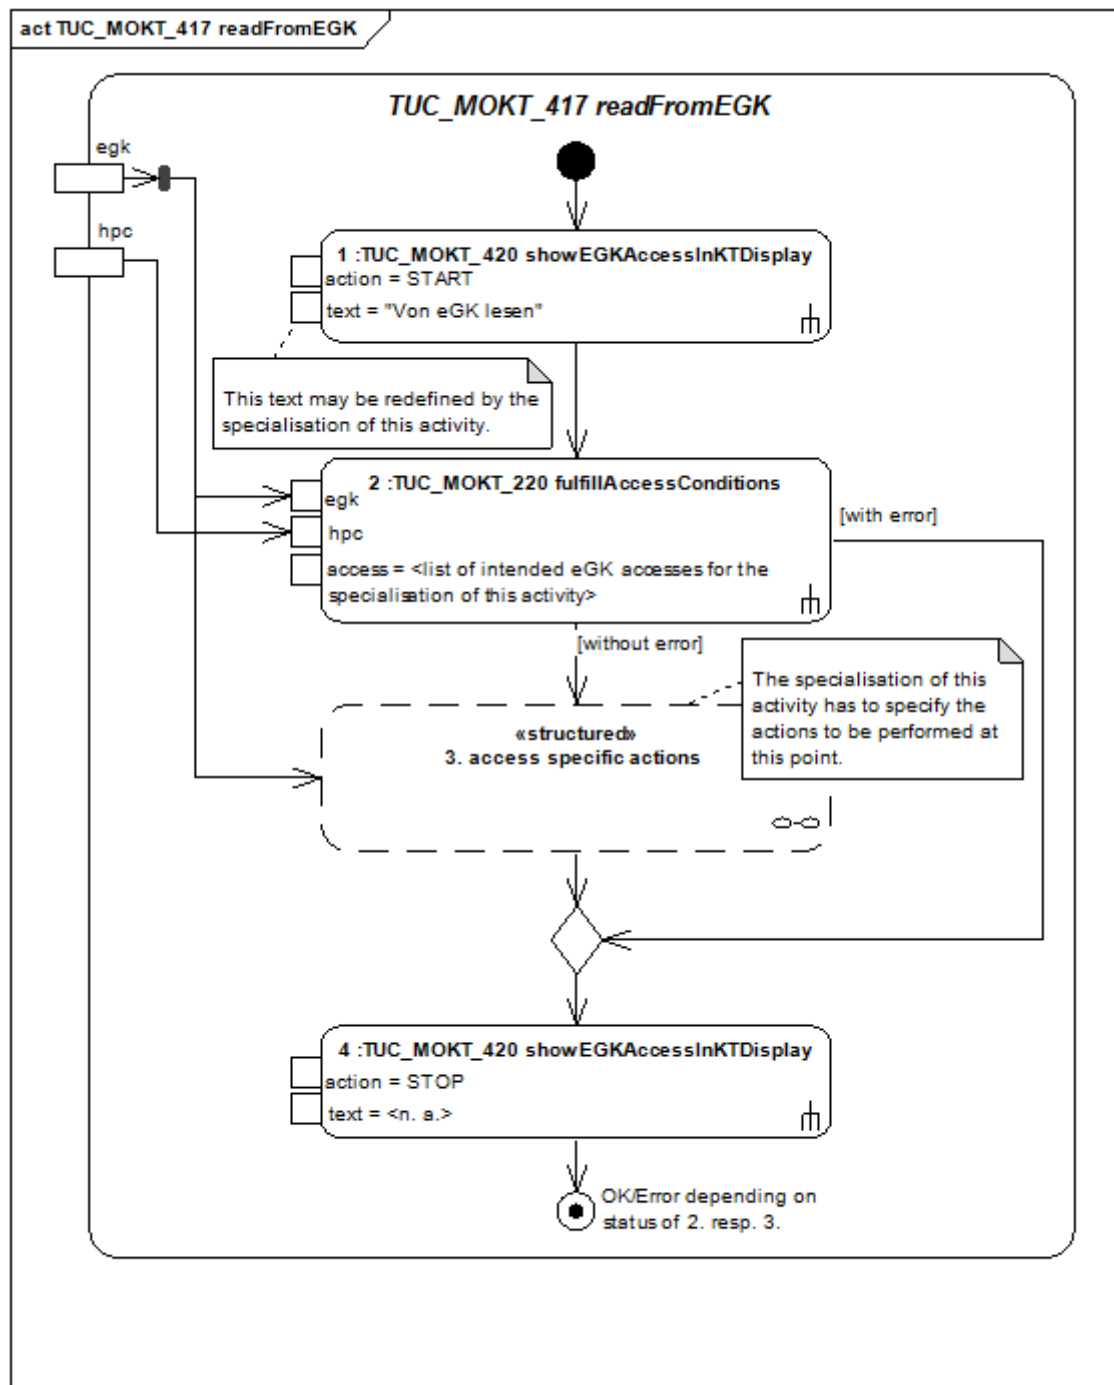 act TUC_MOKT_417 readFromEGK
TUC_MOKT_417 readFromEGK
egk
hpc
1 :TUC_MOKT_420 showEGKAccessInKTDisplay
action = START
text = "Von eGK lesen"
This text may be redefined by the
specialisation of this activity.
2 :TUC_MOKT_220 fulfillAccessConditions
egk
hpc
access = <list of intended eGK accesses for the
specialisation of this activity>
[with error]
[without error]
The specialisation of this
activity has to specify the
actions to be performed at
this point.
«structured»
3. access specific actions
4 :TUC_MOKT_420 showEGKAccessInKTDisplay
action = STOP
text = <n. a.>
OK/Error depending on
status of 2. resp. 3.